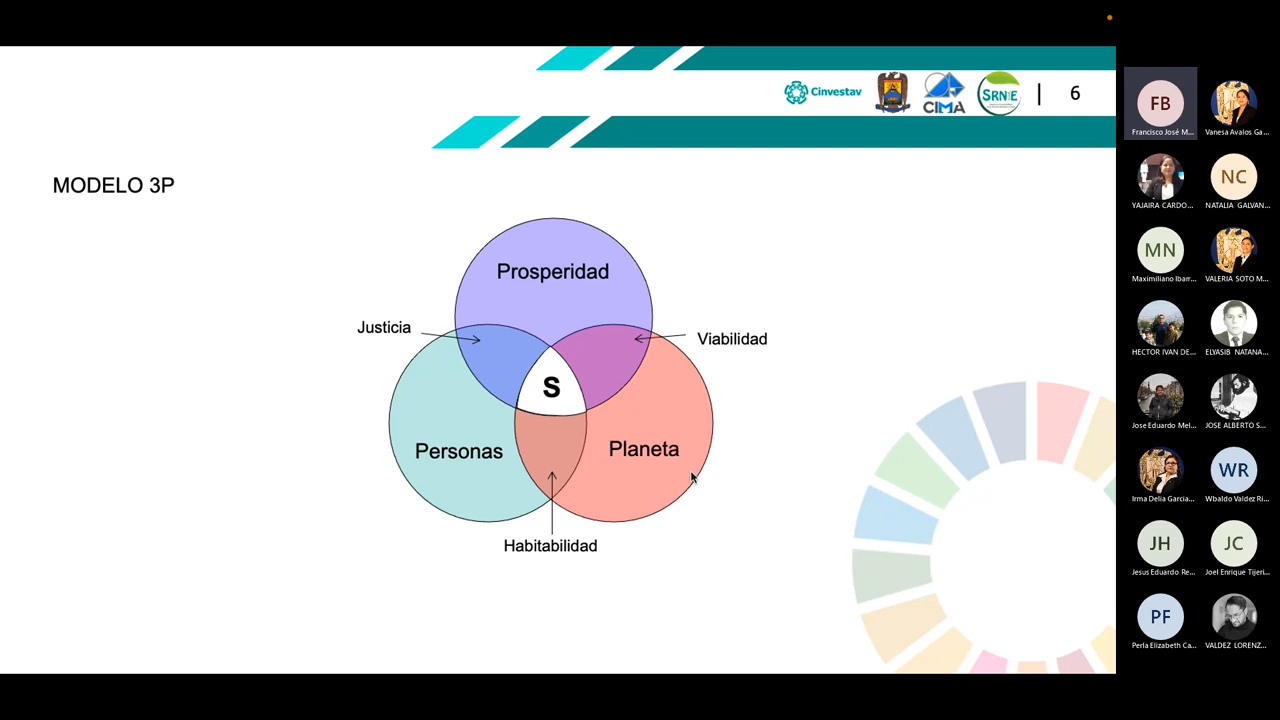 Cinvestav
CIMA
SRNyE
| 6
MODELO 3P
Prosperidad
Justicia
Viabilidad
S
Personas
Planeta
Habitabilidad
FB
Francisco José M...
Vanesa Avalos Ga...
YAJAIRA CARDO...
NC
NATALIA GALVAN...
MN
Maximiliano Ibarr...
VALERIA SOTO M...
HECTOR IVAN DE...
ELYASIB NATANA...
Jose Eduardo Mel...
JOSE ALBERTO S...
Irma Delia Garcia...
WR
Wbaldo Valdez Ri...
JH
Jesus Eduardo Re...
JC
Joel Enrique Tijeri...
PF
Perla Elizabeth Ca...
VALDEZ LORENZ...